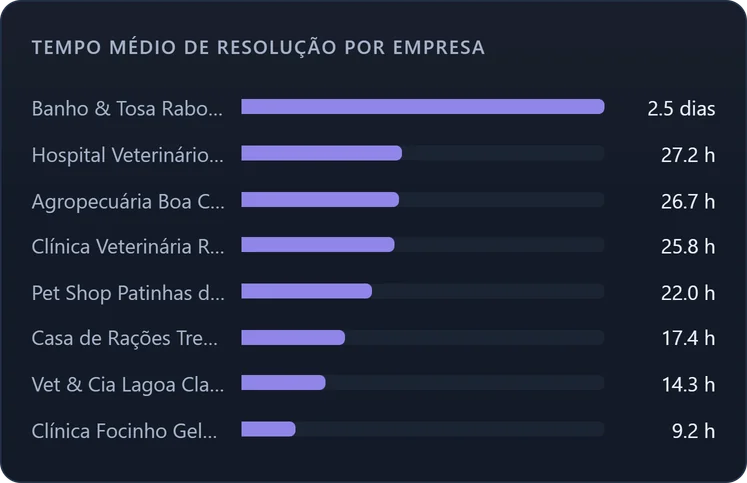 TEMPO MÉDIO DE RESOLUÇÃO POR EMPRESA
Banho & Tosa Rabo... 2.5 dias
Hospital Veterinário... 27.2 h
Agropecuária Boa C... 26.7 h
Clínica Veterinária R... 25.8 h
Pet Shop Patinhas d... 22.0 h
Casa de Rações Tre... 17.4 h
Vet & Cia Lagoa Cla... 14.3 h
Clínica Focinho Gel... 9.2 h